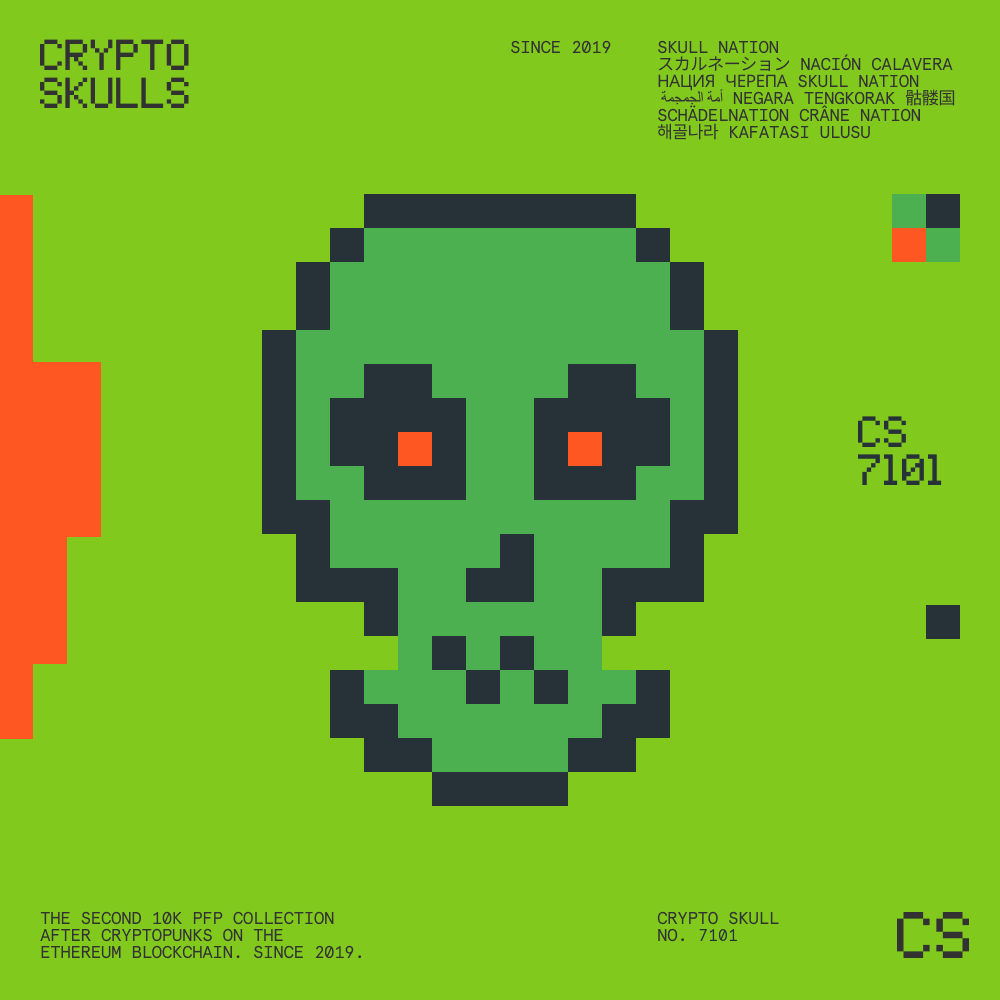 CRYPTO
SKULLS
SINCE 2019
SKULL NATION
スカルネーション NACIÓN CALAVERA
НАЦИЯ ЧЕРЕПА SKULL NATION
أمة الجمجمة NEGARA TENGKORAK 骷髅国
SCHÄDELNATION CRÂNE NATION
해골나라 KAFATASI ULUSU
CS
7101
THE SECOND 10K PFP COLLECTION
AFTER CRYPTOPUNKS ON THE
ETHEREUM BLOCKCHAIN. SINCE 2019.
CRYPTO SKULL
NO. 7101
CS